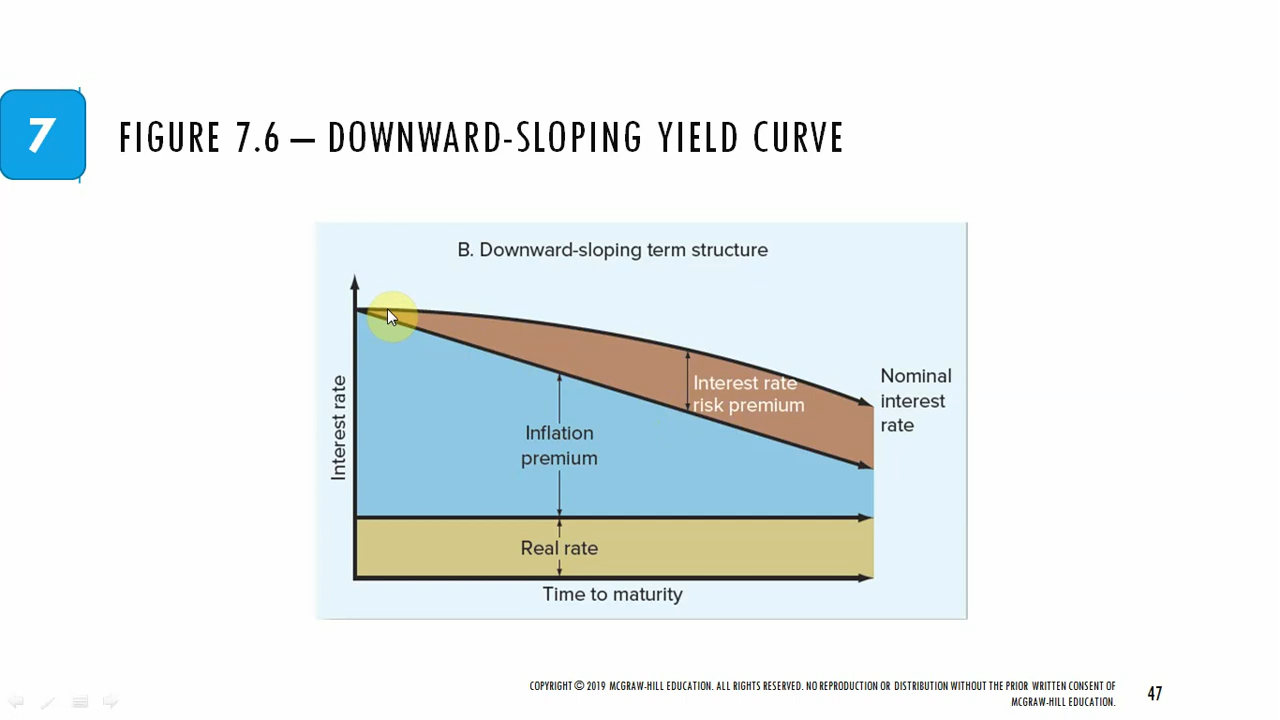 7
FIGURE 7.6 – DOWNWARD-SLOPING YIELD CURVE
B. Downward-sloping term structure
Interest rate
Interest rate
risk premium
Nominal
interest
rate
Inflation
premium
Real rate
Time to maturity
COPYRIGHT © 2019 MCGRAW-HILL EDUCATION. ALL RIGHTS RESERVED. NO REPRODUCTION OR DISTRIBUTION WITHOUT THE PRIOR WRITTEN CONSENT OF
MCGRAW-HILL EDUCATION.
47